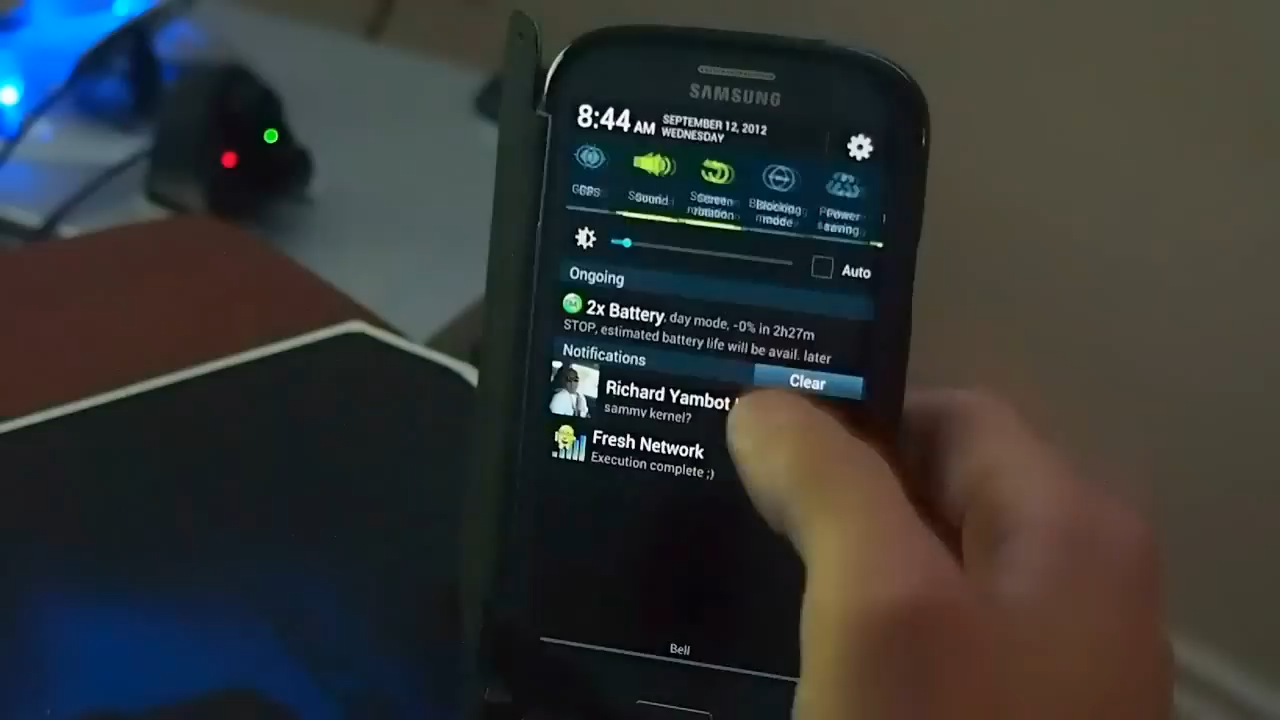 SAMSUNG
8:44 AM SEPTEMBER 12, 2012
WEDNESDAY
GPS Sound Screen rotation Blocking mode Power saving
Auto
Ongoing
2x Battery, day mode, -0% in 2h27m
STOP, estimated battery life will be avail. later
Notifications
Clear
Richard Yambot
sammy kernel?
Fresh Network
Execution complete ;)
Bell